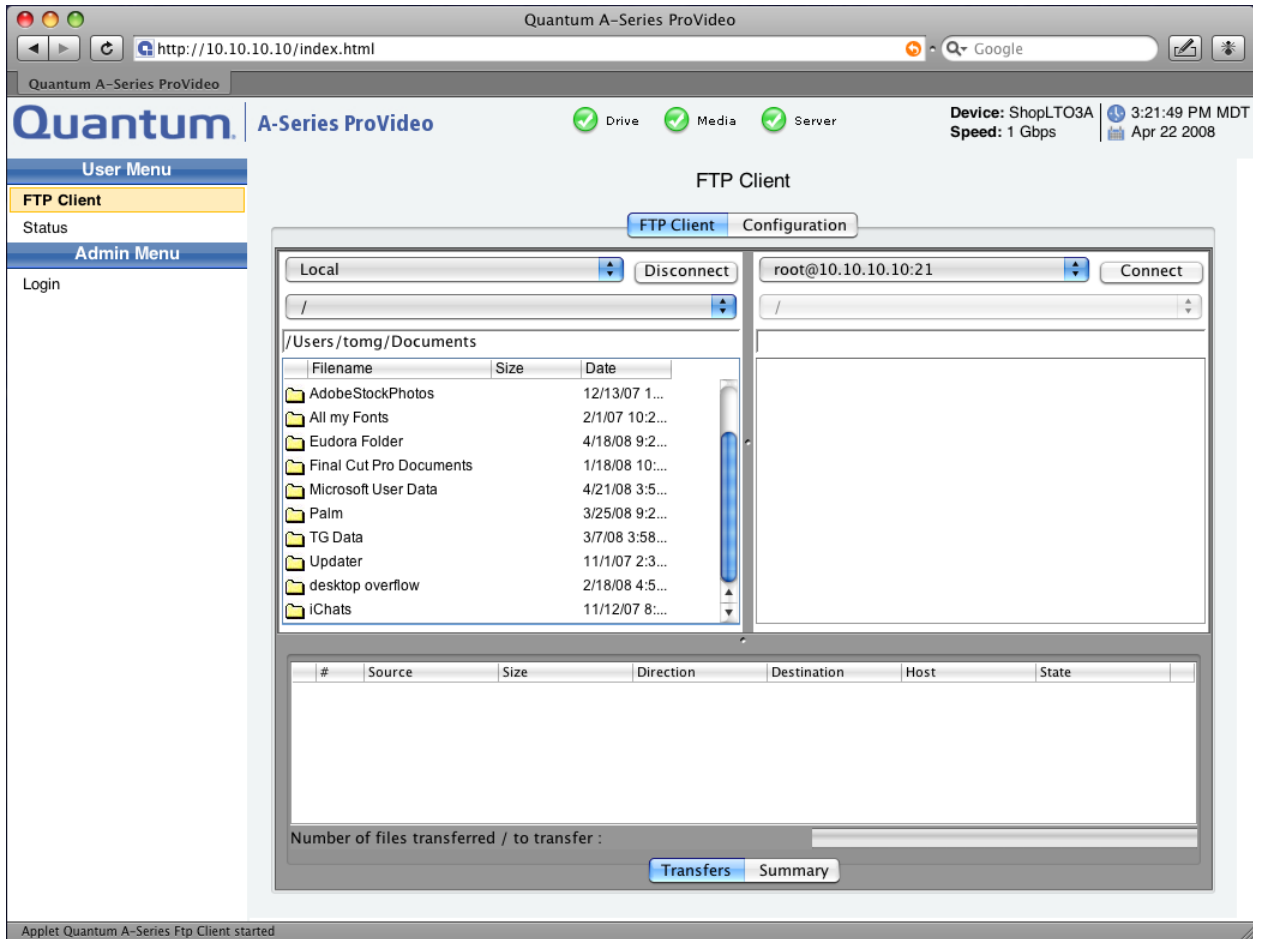 Quantum A-Series ProVideo
http://10.10.10.10/index.html
Google
Quantum A-Series ProVideo
Quantum. A-Series ProVideo
Drive Media Server
Device: ShopLTO3A 3:21:49 PM MDT
Speed: 1 Gbps Apr 22 2008
User Menu
FTP Client
Status
Admin Menu
Login
FTP Client
FTP Client Configuration
Local Disconnect
/
/Users/tomg/Documents
Filename Size Date
AdobeStockPhotos 12/13/07 1...
All my Fonts 2/1/07 10:2...
Eudora Folder 4/18/08 9:2...
Final Cut Pro Documents 1/18/08 10:...
Microsoft User Data 4/21/08 3:5...
Palm 3/25/08 9:2...
TG Data 3/7/08 3:58...
Updater 11/1/07 2:3...
desktop overflow 2/18/08 4:5...
iChats 11/12/07 8:...
root@10.10.10.10:21 Connect
/
# Source Size Direction Destination Host State
Number of files transferred / to transfer :
Transfers Summary
Applet Quantum A-Series Ftp Client started